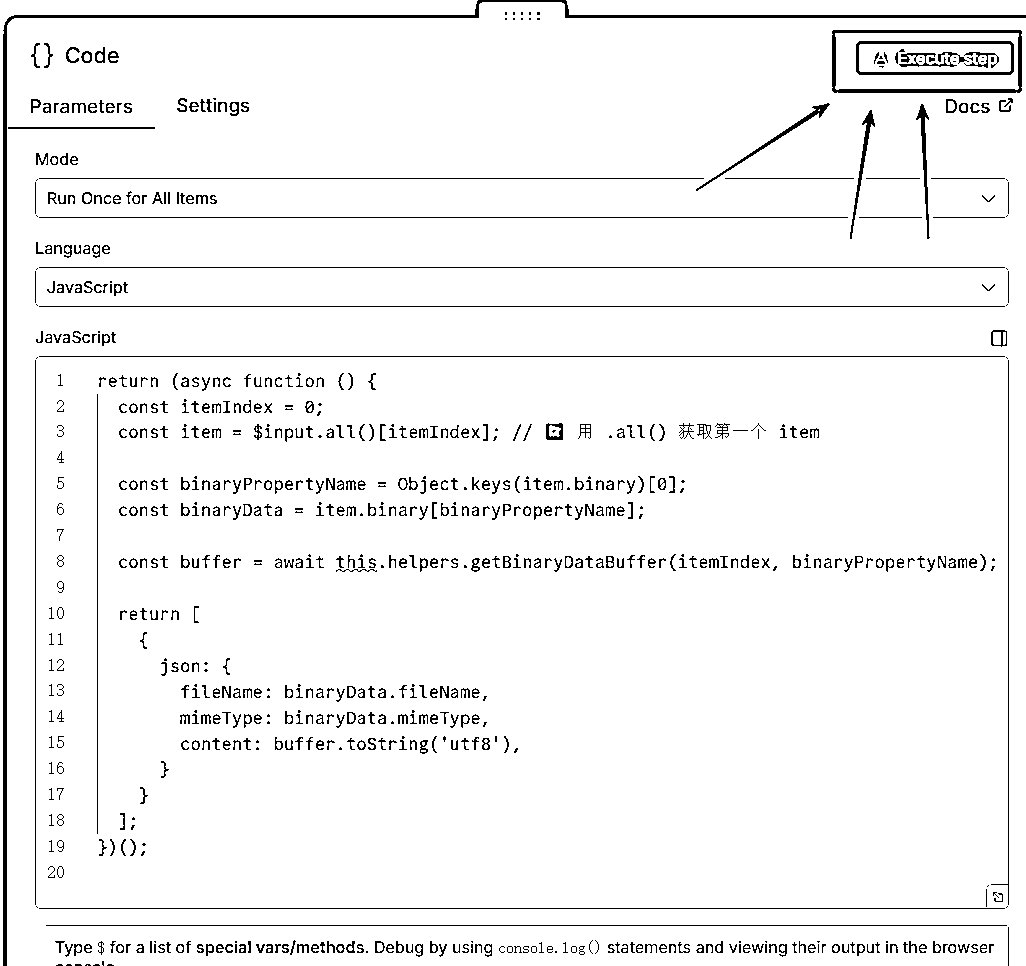 {} Code
Execute step
Parameters
Settings
Docs
Mode
Run Once for All Items
Language
JavaScript
JavaScript
1 return (async function () {
2 const itemIndex = 0;
3 const item = $input.all()[itemIndex]; // 用 .all() 获取第一个 item
4
5 const binaryPropertyName = Object.keys(item.binary)[0];
6 const binaryData = item.binary[binaryPropertyName];
7
8 const buffer = await this.helpers.getBinaryDataBuffer(itemIndex, binaryPropertyName);
9
10 return [
11 {
12 json: {
13 fileName: binaryData.fileName,
14 mimeType: binaryData.mimeType,
15 content: buffer.toString('utf8'),
16 }
17 }
18 ];
19 })();
20
Type $ for a list of special vars/methods. Debug by using console.log() statements and viewing their output in the browser
console.